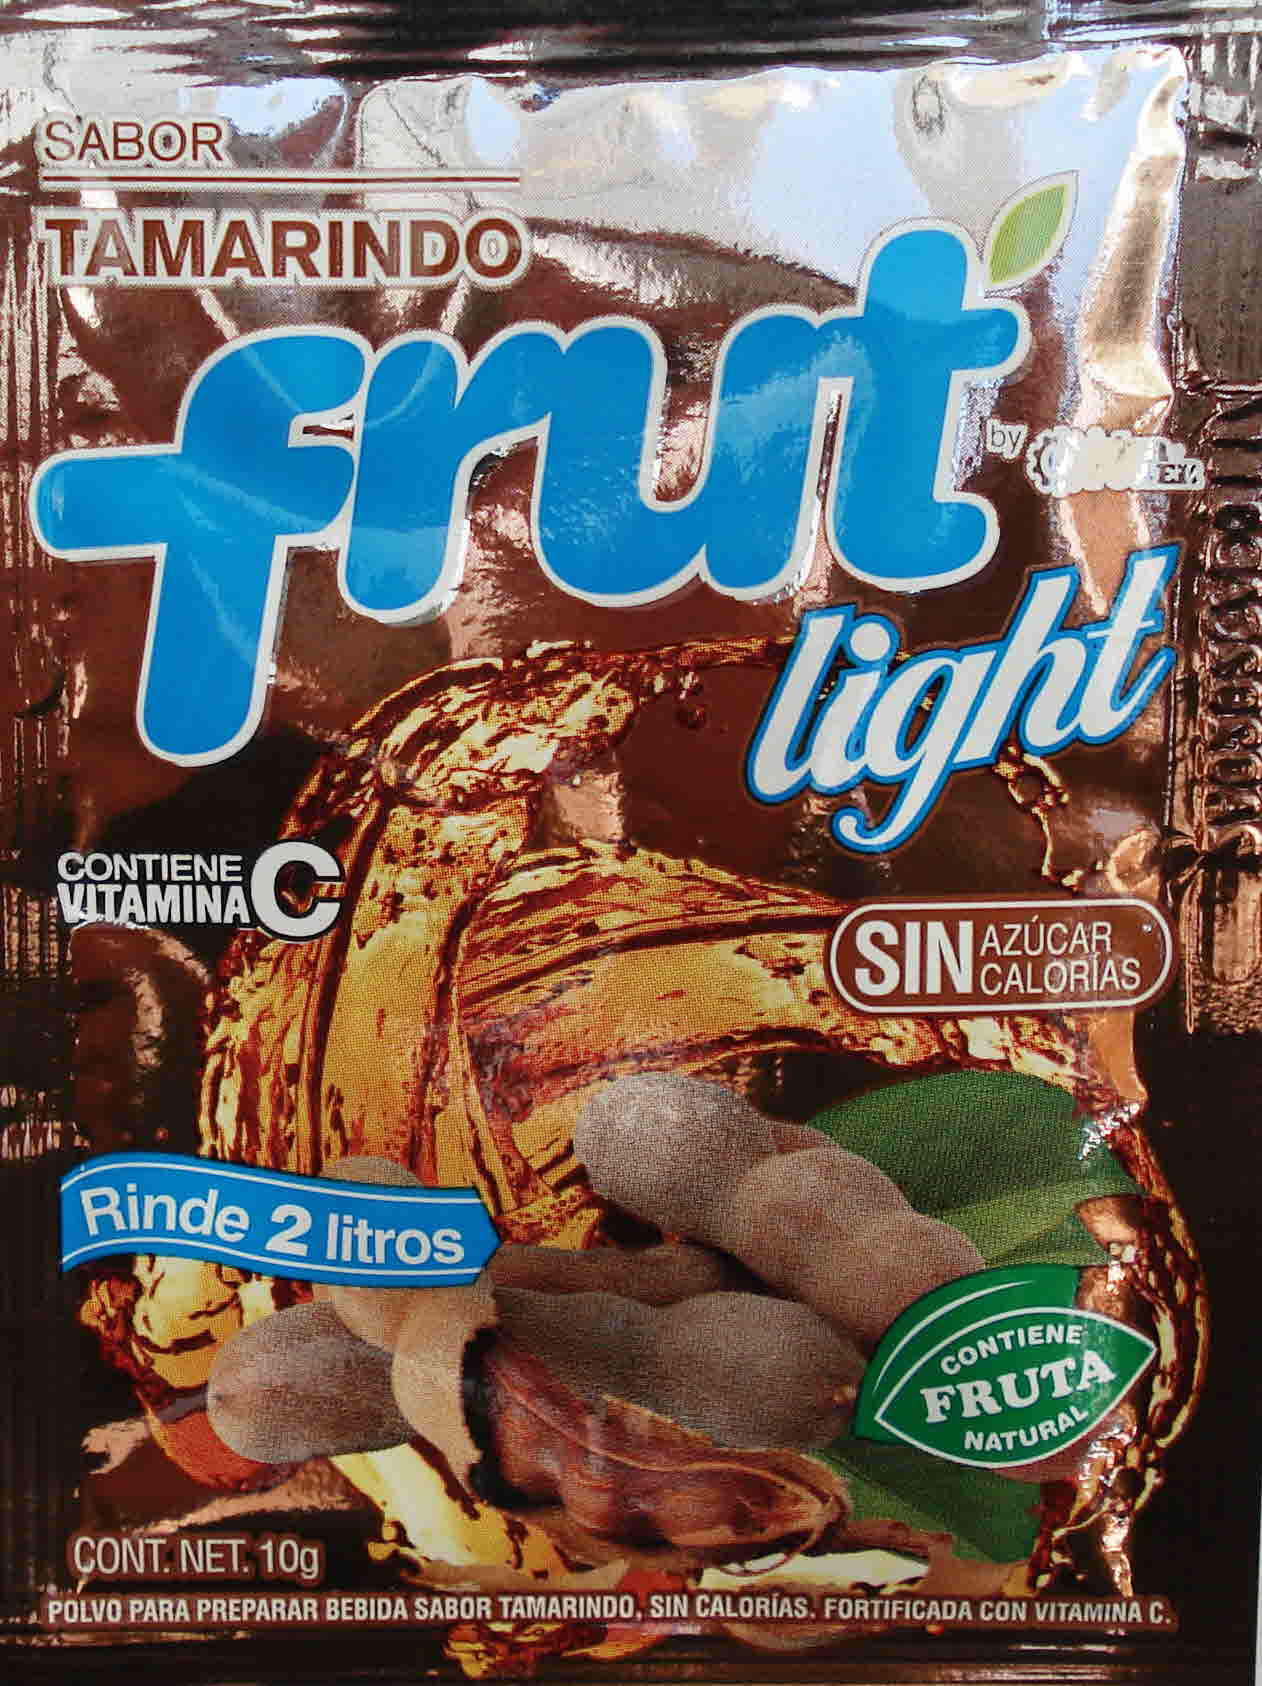 SABOR
TAMARINDO
frut
by
light
CONTIENE
VITAMINA C
SIN AZÚCAR
CALORÍAS
Rinde 2 litros
CONTIENE
FRUTA
NATURAL
CONT. NET. 10g
POLVO PARA PREPARAR BEBIDA SABOR TAMARINDO, SIN CALORÍAS. FORTIFICADA CON VITAMINA C.